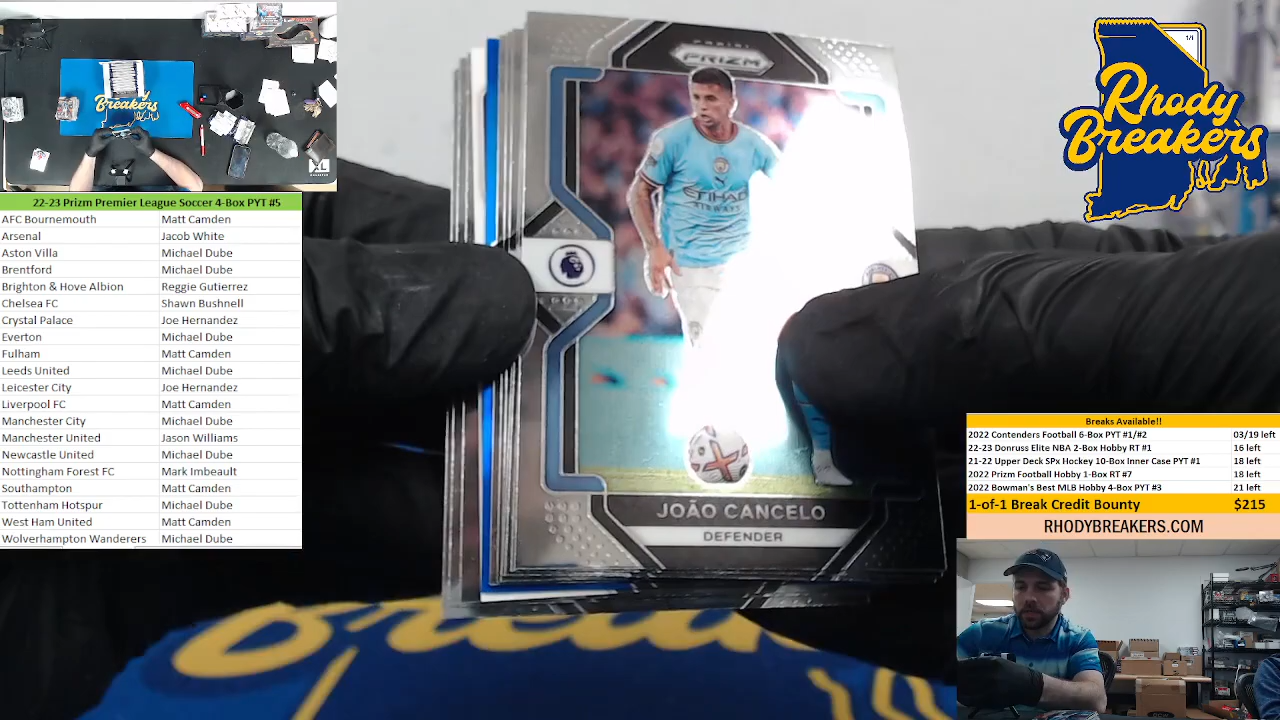 Breakers
XL
22-23 Prizm Premier League Soccer 4-Box PYT #5
AFC Bournemouth Matt Camden
Arsenal Jacob White
Aston Villa Michael Dube
Brentford Michael Dube
Brighton & Hove Albion Reggie Gutierrez
Chelsea FC Shawn Bushnell
Crystal Palace Joe Hernandez
Everton Michael Dube
Fulham Matt Camden
Leeds United Michael Dube
Leicester City Joe Hernandez
Liverpool FC Matt Camden
Manchester City Michael Dube
Manchester United Jason Williams
Newcastle United Michael Dube
Nottingham Forest FC Mark Imbeault
Southampton Matt Camden
Tottenham Hotspur Michael Dube
West Ham United Matt Camden
Wolverhampton Wanderers Michael Dube
PANINI
PRIZM
ETIHAD
AIRWAYS
JOÃO CANCELO
DEFENDER
Breakers
1/1
Rhody
Breakers
Breaks Available!!
2022 Contenders Football 6-Box PYT #1/#2 03/19 left
22-23 Donruss Elite NBA 2-Box Hobby RT #1 16 left
21-22 Upper Deck SPx Hockey 10-Box Inner Case PYT #1 18 left
2022 Prizm Football Hobby 1-Box RT #7 18 left
2022 Bowman's Best MLB Hobby 4-Box PYT #3 21 left
1-of-1 Break Credit Bounty $215
RHODYBREAKERS.COM